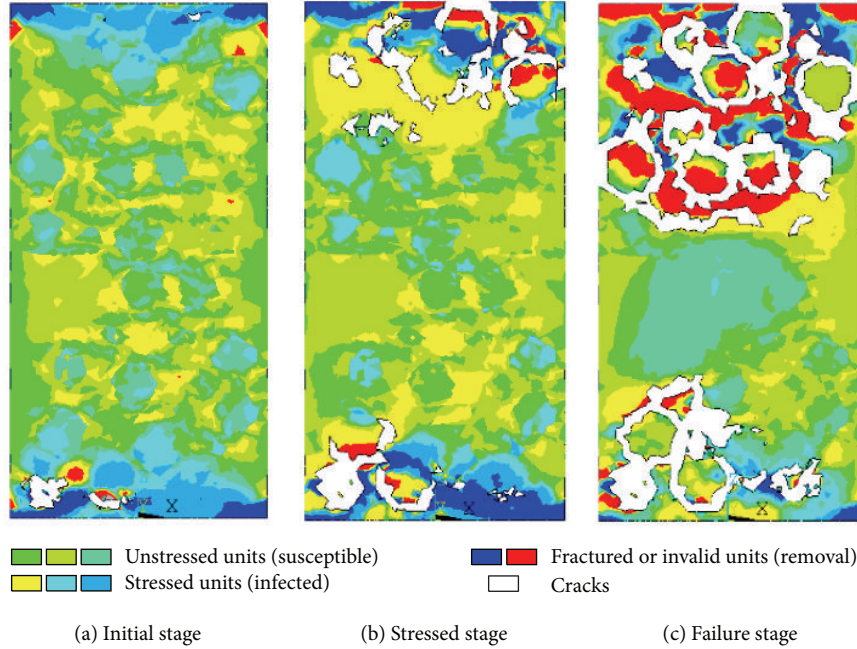 X
X
X
Unstressed units (susceptible)
Fractured or invalid units (removal)
Stressed units (infected)
Cracks
(a) Initial stage
(b) Stressed stage
(c) Failure stage